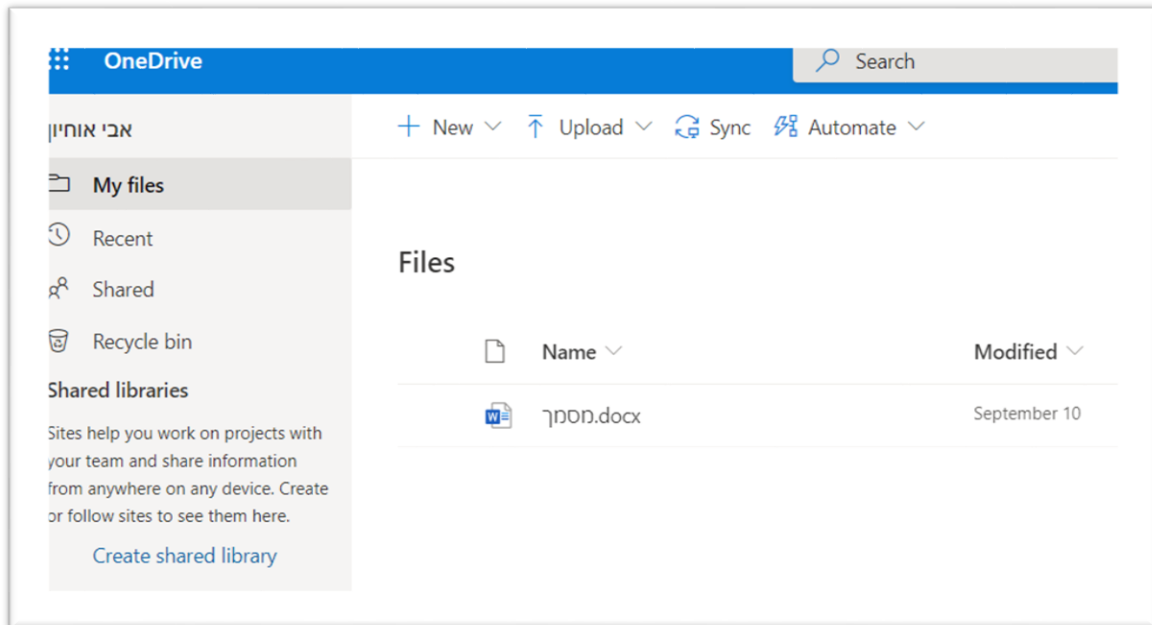 OneDrive
Search
אבי אוחיון
New
Upload
Sync
Automate
My files
Recent
Shared
Recycle bin
Shared libraries
Sites help you work on projects with
your team and share information
from anywhere on any device. Create
or follow sites to see them here.
Create shared library
Files
Name
Modified
מסמך.docx
September 10